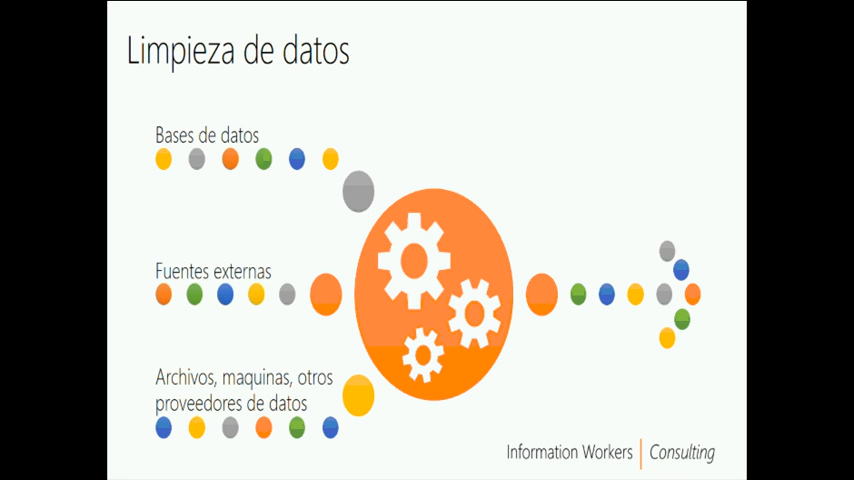 Limpieza de datos
Bases de datos
Fuentes externas
Archivos, maquinas, otros
proveedores de datos
Information Workers | Consulting